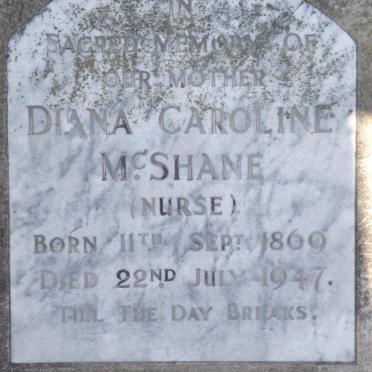 IN
SACRED MEMORY OF
OUR MOTHER
DIANA CAROLINE
McSHANE
(NURSE)
BORN 11TH SEPT 1869
DIED 22ND JULY 1947.
TILL THE DAY BREAKS.